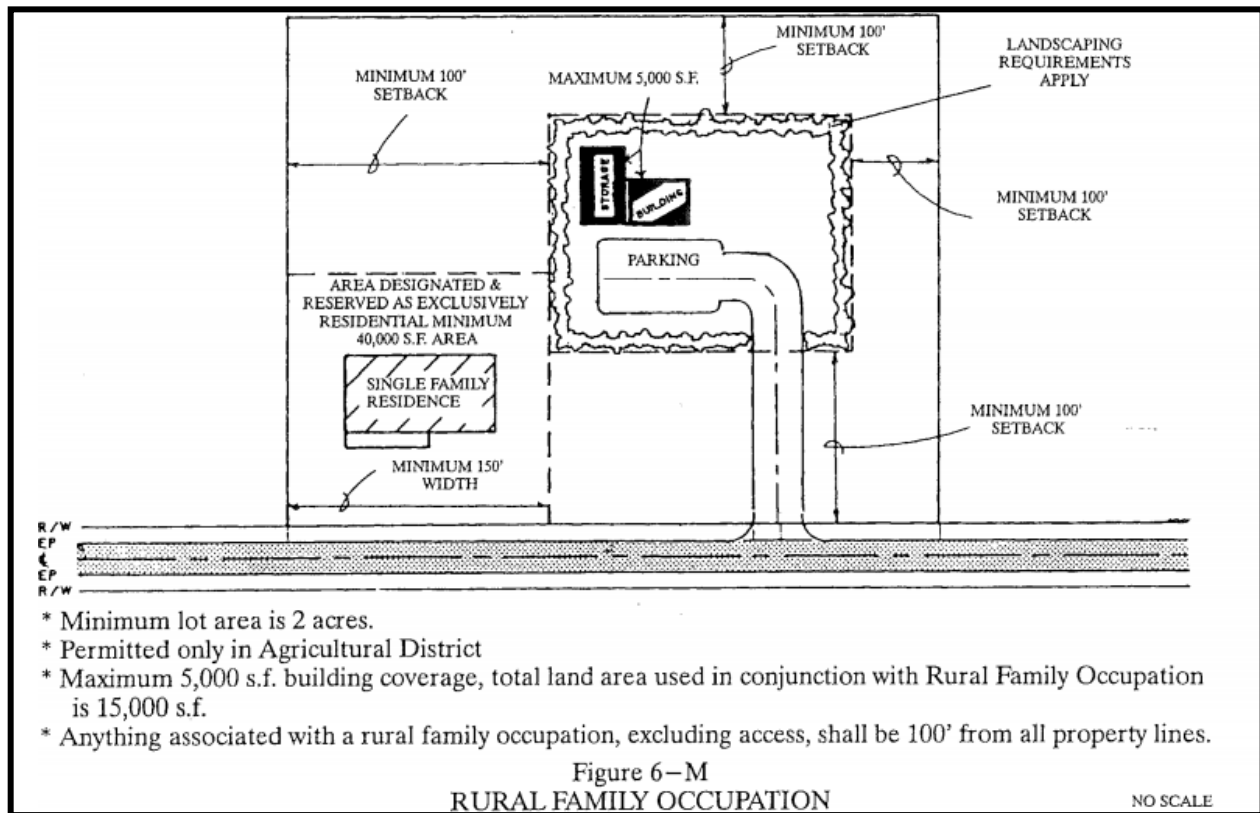 MINIMUM 100'
SETBACK
LANDSCAPING
REQUIREMENTS
APPLY
MINIMUM 100'
SETBACK
MAXIMUM 5,000 S.F.
STORAGE
BUILDING
MINIMUM 100'
SETBACK
PARKING
AREA DESIGNATED &
RESERVED AS EXCLUSIVELY
RESIDENTIAL MINIMUM
40,000 S.F. AREA
SINGLE FAMILY
RESIDENCE
MINIMUM 100'
SETBACK
MINIMUM 150'
WIDTH
R/W
EP
℄
EP
R/W
* Minimum lot area is 2 acres.
* Permitted only in Agricultural District
* Maximum 5,000 s.f. building coverage, total land area used in conjunction with Rural Family Occupation
is 15,000 s.f.
* Anything associated with a rural family occupation, excluding access, shall be 100' from all property lines.
Figure 6-M
RURAL FAMILY OCCUPATION
NO SCALE